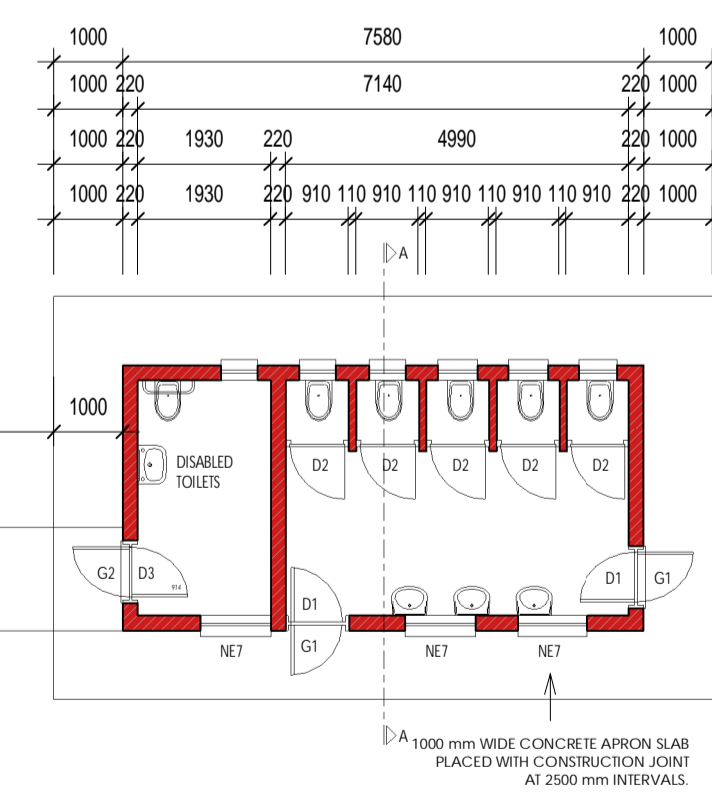 1000 7580 1000
1000 220 7140 220 1000
1000 220 1930 220 4990 220 1000
1000 220 1930 220 910 110 910 110 910 110 910 110 910 220 1000
A
1000
DISABLED
TOILETS
D2 D2 D2 D2 D2
G2 D3
914
D1 G1
D1
G1
NE7 NE7 NE7
A
1000 mm WIDE CONCRETE APRON SLAB
PLACED WITH CONSTRUCTION JOINT
AT 2500 mm INTERVALS.